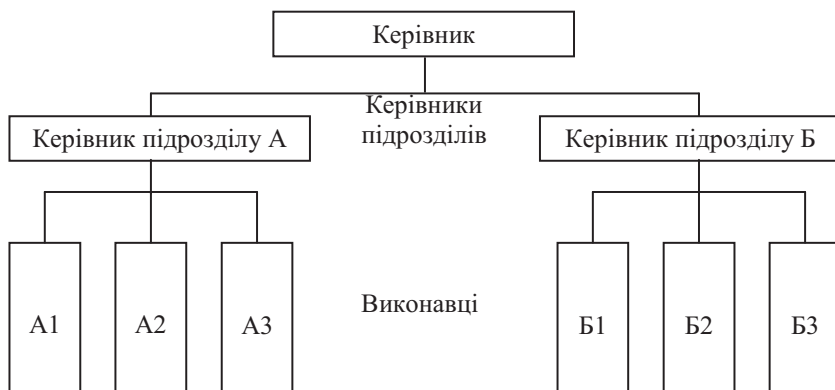 Керівник
Керівники
підрозділів
Керівник підрозділу А
Керівник підрозділу Б
Виконавці
А1
А2
А3
Б1
Б2
Б3